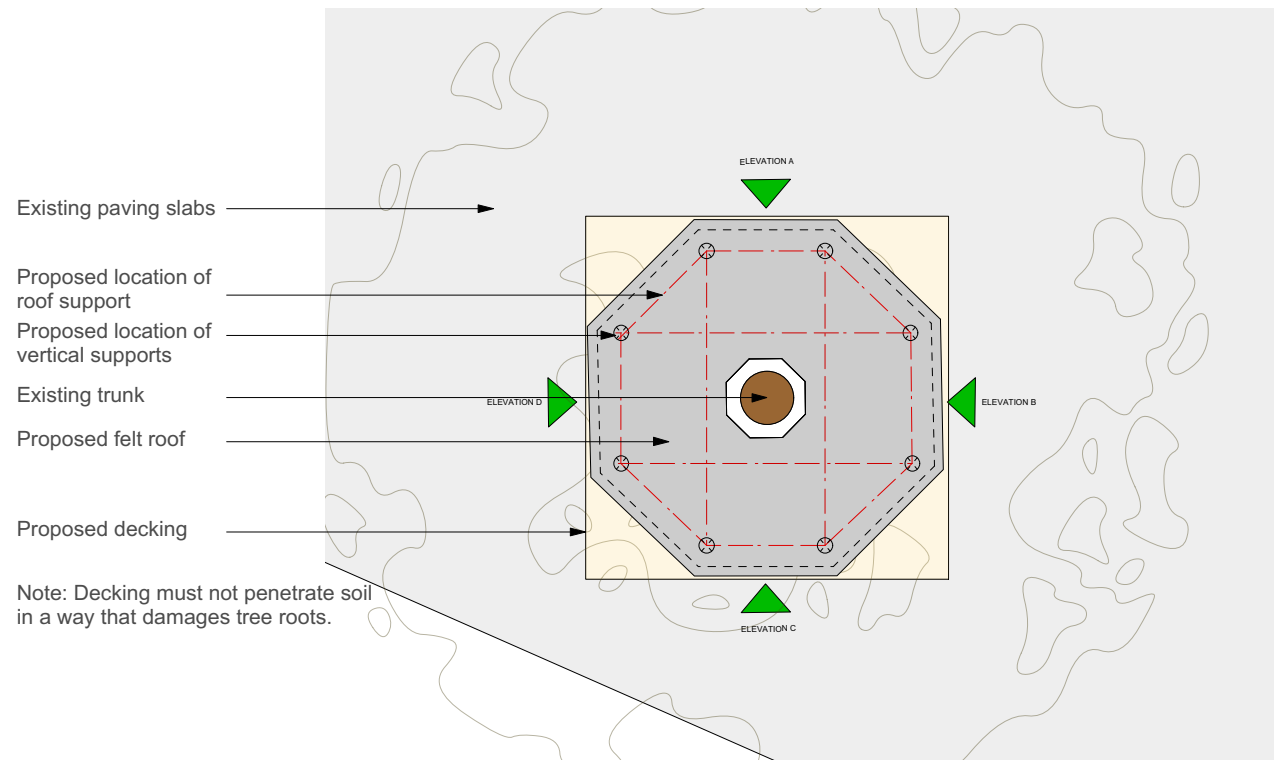 ELEVATION A
Existing paving slabs
Proposed location of
roof support
Proposed location of
vertical supports
Existing trunk
ELEVATION D
ELEVATION B
Proposed felt roof
Proposed decking
Note: Decking must not penetrate soil
in a way that damages tree roots.
ELEVATION C